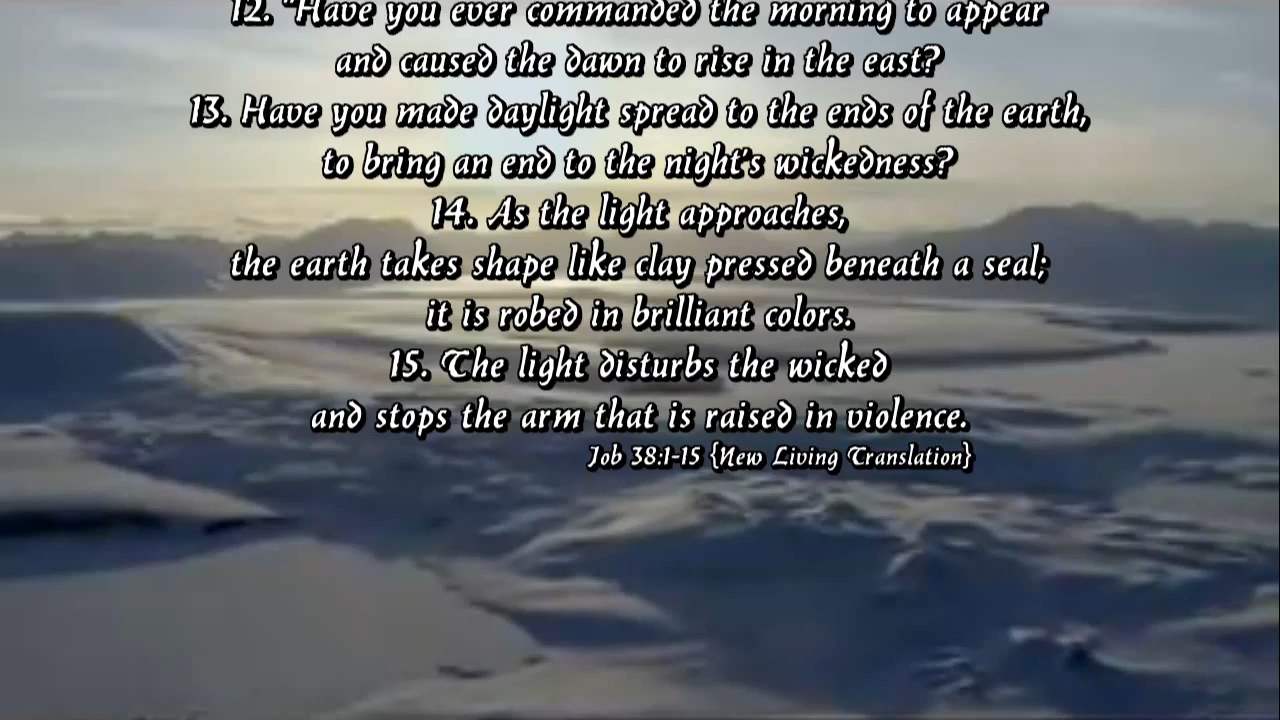 12. "Have you ever commanded the morning to appear
and caused the dawn to rise in the east?
13. Have you made daylight spread to the ends of the earth,
to bring an end to the night's wickedness?
14. As the light approaches,
the earth takes shape like clay pressed beneath a seal;
it is robed in brilliant colors.
15. The light disturbs the wicked
and stops the arm that is raised in violence.
Job 38:1-15 {New Living Translation}